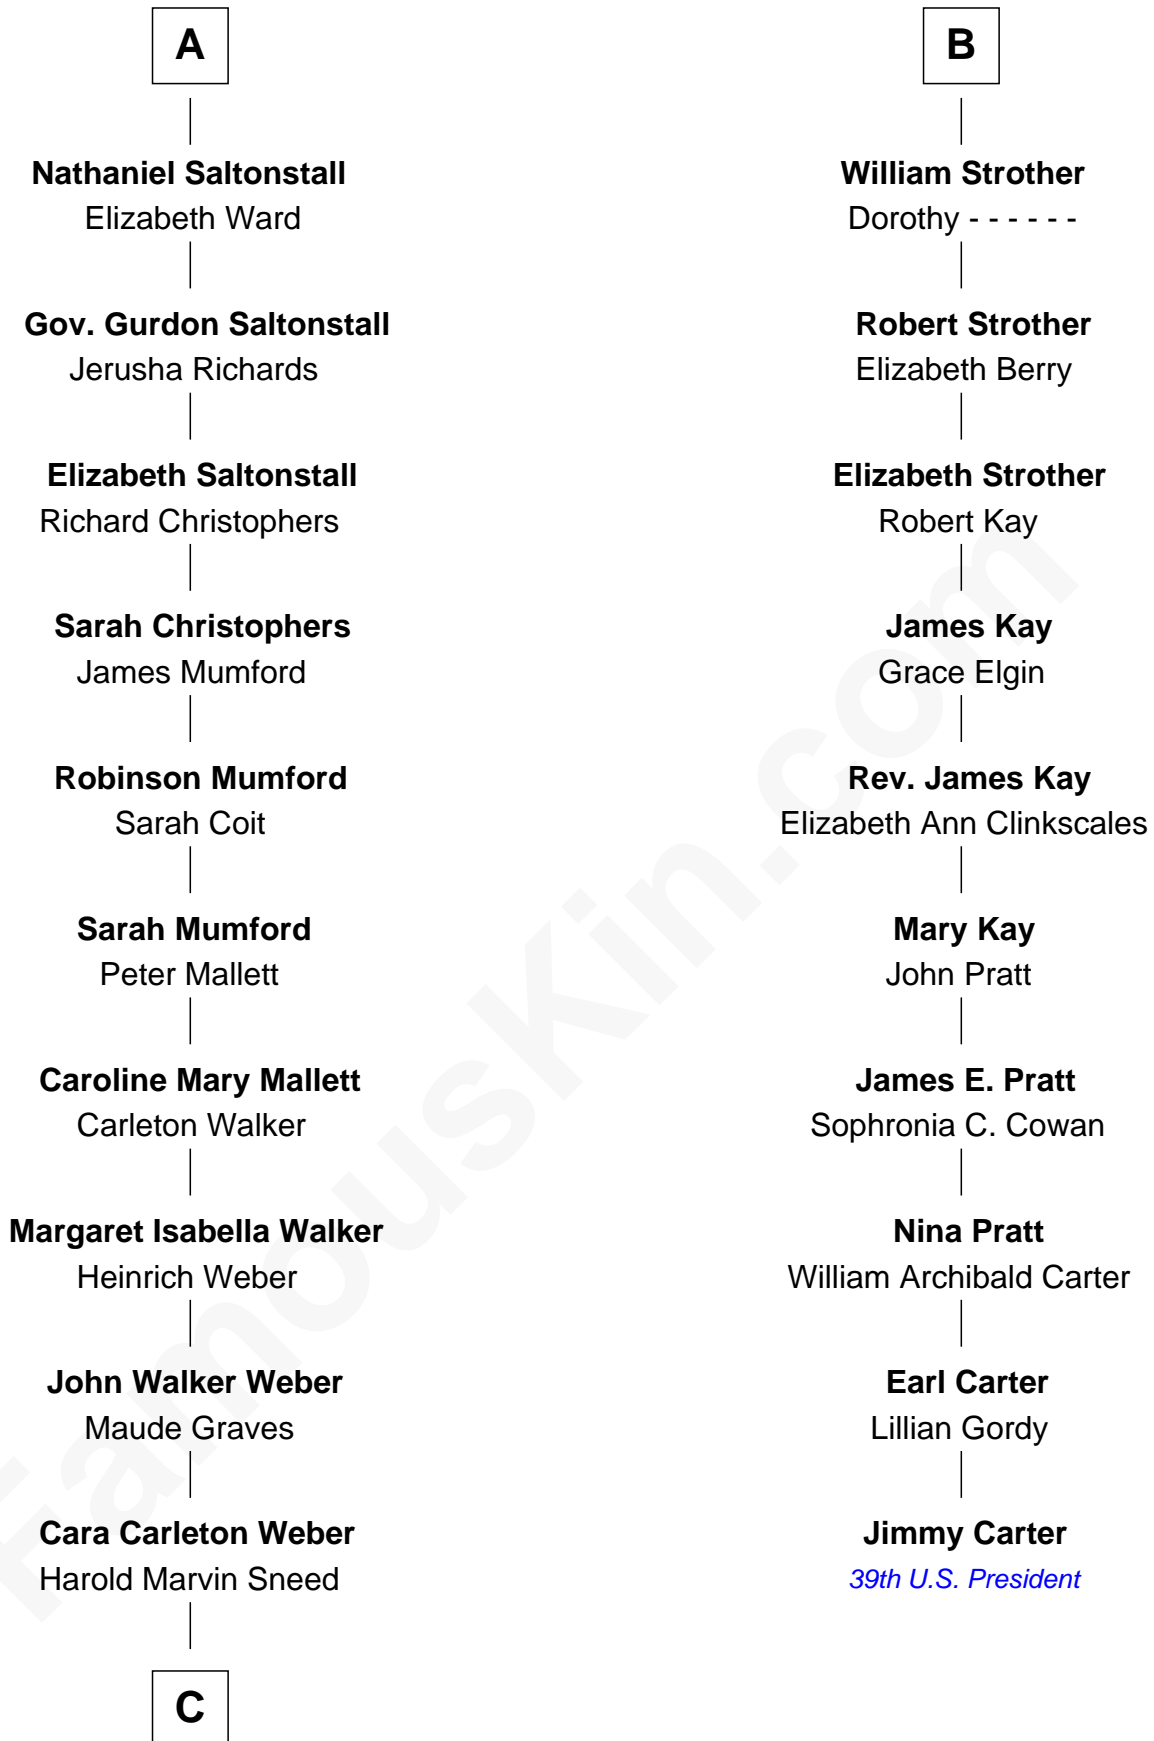 A
Nathaniel Saltonstall
Elizabeth Ward
Gov. Gurdon Saltonstall
Jerusha Richards
Elizabeth Saltonstall
Richard Christophers
Sarah Christophers
James Mumford
Robinson Mumford
Sarah Coit
Sarah Mumford
Peter Mallett
Caroline Mary Mallett
Carleton Walker
Margaret Isabella Walker
Heinrich Weber
John Walker Weber
Maude Graves
Cara Carleton Weber
Harold Marvin Sneed
C
B
William Strother
Dorothy - - - - - -
Robert Strother
Elizabeth Berry
Elizabeth Strother
Robert Kay
James Kay
Grace Elgin
Rev. James Kay
Elizabeth Ann Clinkscales
Mary Kay
John Pratt
James E. Pratt
Sophronia C. Cowan
Nina Pratt
William Archibald Carter
Earl Carter
Lillian Gordy
Jimmy Carter
39th U.S. President
FamousKin.com